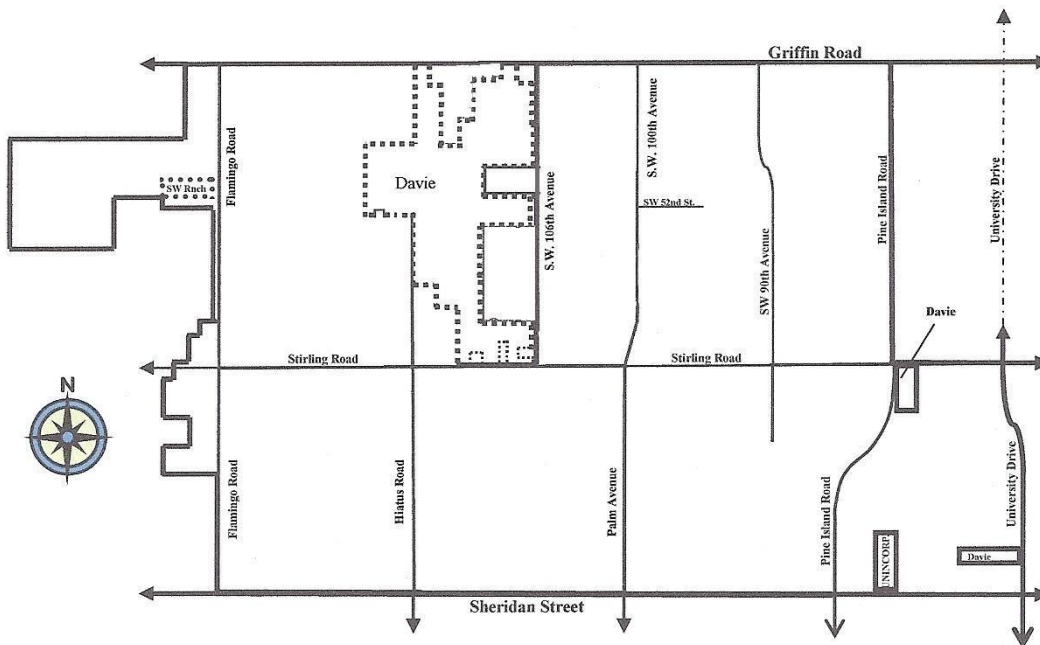 Griffin Road
Flamingo Road
SW Rnch
Davie
S.W. 106th Avenue
S.W. 100th Avenue
SW 52nd St.
SW 90th Avenue
Pine Island Road
University Drive
Davie
Stirling Road
Stirling Road
N
Flamingo Road
Hiatus Road
Palm Avenue
Pine Island Road
UNINCORP.
Davie
University Drive
Sheridan Street